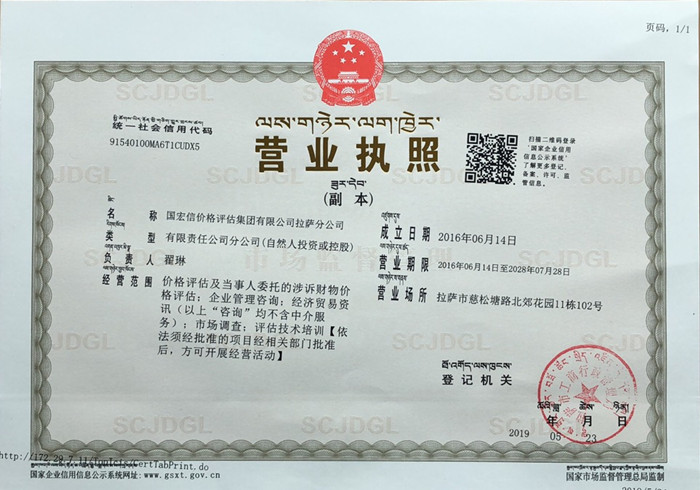 页码, 1/1
ལས་གཉེར་ལག་ཁྱེར་
营业执照
ཟུར་དེབ།
(副本)
统一社会信用代码
91540100MA6T1CUDX5
扫描二维码登录
“国家企业信用
信息公示系统”
了解更多登记、
备案、许可、监
管信息。
名 称 国宏信价格评估集团有限公司拉萨分公司
类 型 有限责任公司分公司(自然人投资或控股)
负 责 人 翟琳
经 营 范 围 价格评估及当事人委托的涉诉财物价
格评估；企业管理咨询；经济贸易资
讯（以上“咨询”均不含中介服
务）；市场调查；评估技术培训【依
法须经批准的项目经相关部门批准
后，方可开展经营活动】
成 立 日 期 2016年06月14日
营 业 期 限 2016年06月14日至2028年07月28日
营 业 场 所 拉萨市慈松塘路北郊花园11栋102号
登 记 机 关
年 月 日
2019 05 23
国家企业信用信息公示系统网址: www.gsxt.gov.cn
国家市场监督管理总局监制
SCJDGL
市场监督管理